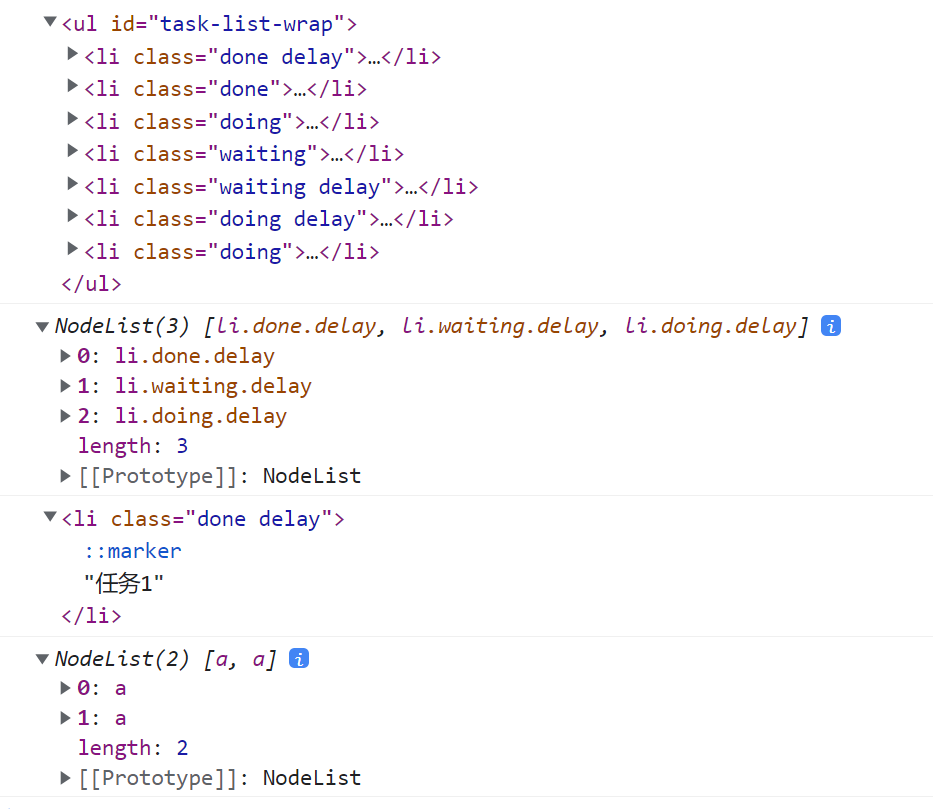 ▼<ul id="task-list-wrap">
▶<li class="done delay">…</li>
▶<li class="done">…</li>
▶<li class="doing">…</li>
▶<li class="waiting">…</li>
▶<li class="waiting delay">…</li>
▶<li class="doing delay">…</li>
▶<li class="doing">…</li>
</ul>
▼NodeList(3) [li.done.delay, li.waiting.delay, li.doing.delay] i
▶0: li.done.delay
▶1: li.waiting.delay
▶2: li.doing.delay
length: 3
▶[[Prototype]]: NodeList
▼<li class="done delay">
::marker
"任务1"
</li>
▼NodeList(2) [a, a] i
▶0: a
▶1: a
length: 2
▶[[Prototype]]: NodeList